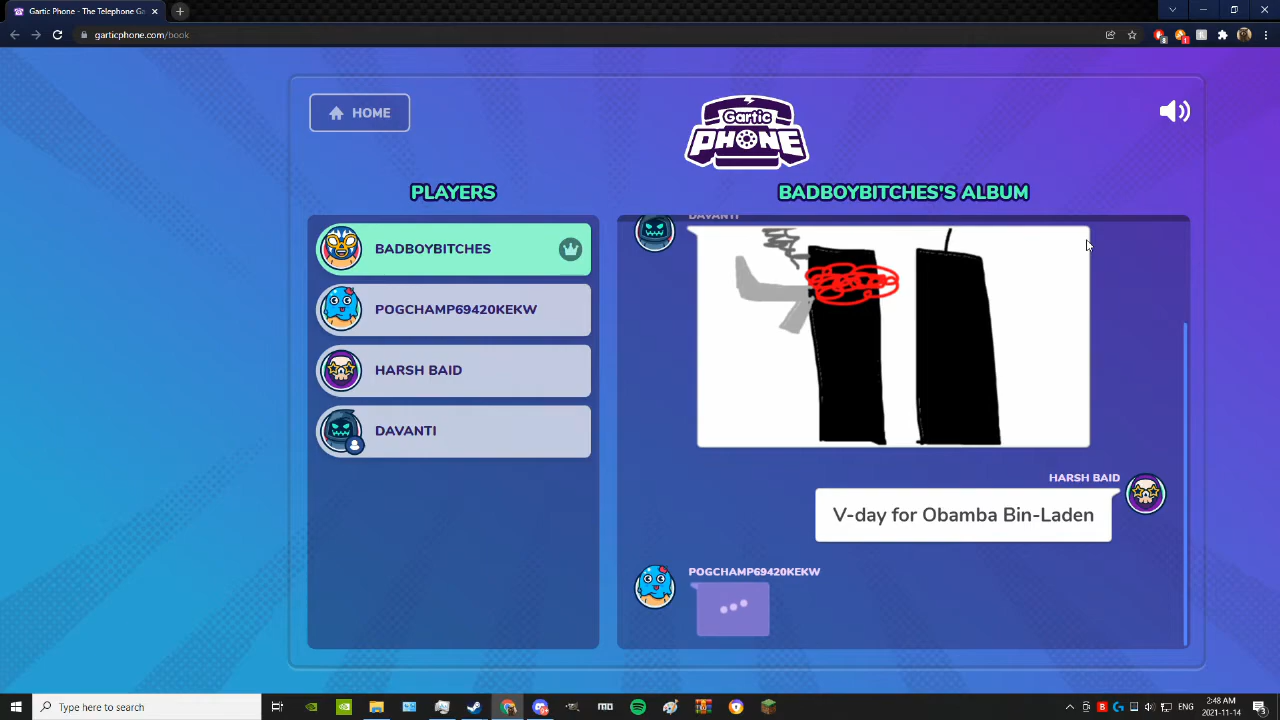 Gartic Phone - The Telephone Ga
garticphone.com/book
HOME
Gartic
PHONE
PLAYERS
BADBOYBITCHES'S ALBUM
BADBOYBITCHES
POGCHAMP69420KEKW
HARSH BAID
DAVANTI
DAVANTI
HARSH BAID
V-day for Obamba Bin-Laden
POGCHAMP69420KEKW
Type here to search
2:48 AM
2021-11-14